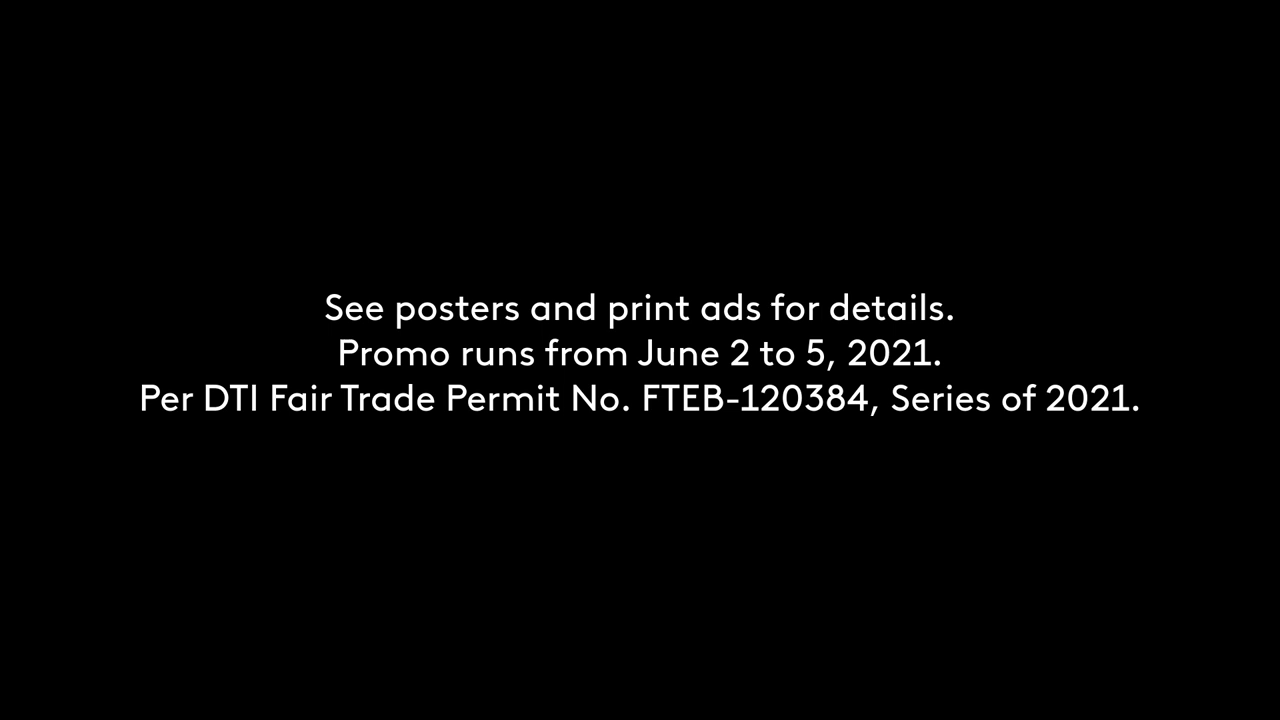 See posters and print ads for details.
Promo runs from June 2 to 5, 2021.
Per DTI Fair Trade Permit No. FTEB-120384, Series of 2021.